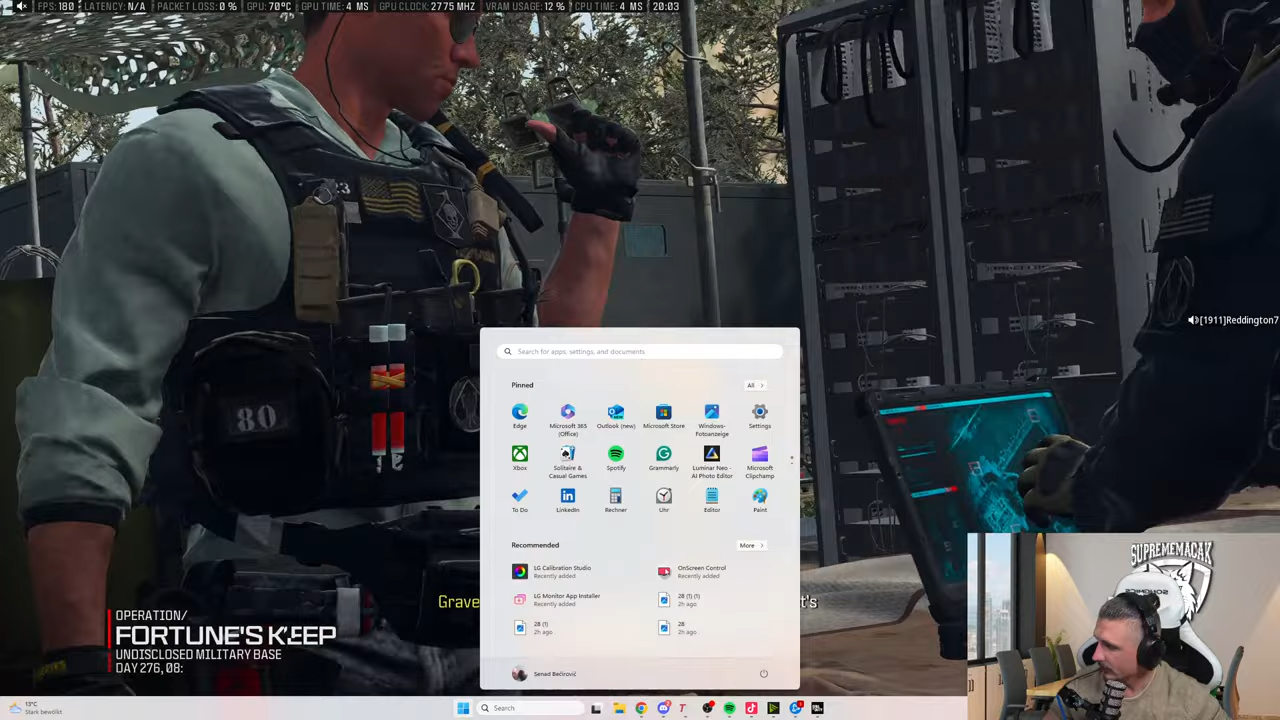 FPS: 180 LATENCY: N/A PACKET LOSS: 0 % GPU: 70°C GPU TIME: 4 MS GPU CLOCK: 2775 MHZ VRAM USAGE: 12 % CPU TIME: 4 MS 20:03
[1911]Reddington7
80
Search for apps, settings, and documents
Pinned
All >
Edge
Microsoft 365 (Office)
Outlook (new)
Microsoft Store
Windows-Fotoanzeige
Settings
Xbox
Solitaire & Casual Games
Spotify
Grammarly
Luminar Neo - AI Photo Editor
Microsoft Clipchamp
To Do
LinkedIn
Rechner
Uhr
Editor
Paint
Recommended
More >
LG Calibration Studio
Recently added
OnScreen Control
Recently added
LG Monitor App Installer
Recently added
28 (1) (1)
2h ago
28 (1)
2h ago
28
2h ago
Senad Bećirović
Grave
t's
OPERATION/
FORTUNE'S KEEP
UNDISCLOSED MILITARY BASE
DAY 276, 08:
SUPREMEMACAK
13°C
Stark bewölkt
Search